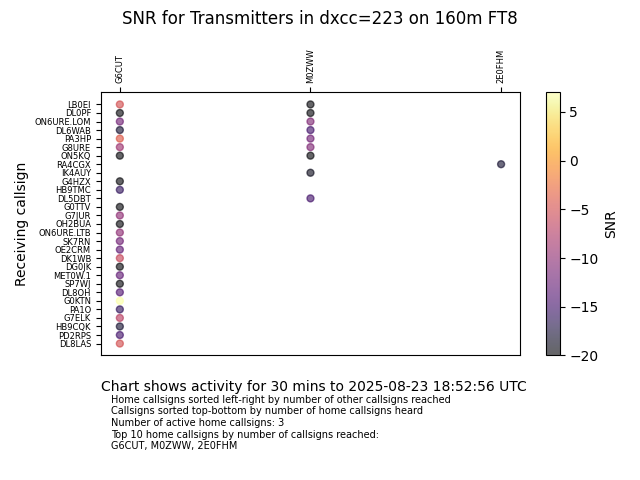 SNR for Transmitters in dxcc=223 on 160m FT8
G6CUT
M0ZWW
2E0FHM
Receiving callsign
LB0EI
DL0PF
ON6URE.LOM
DL6WAB
PA3HP
G8URE
ON5KQ
RA4CGX
IK4AUY
G4HZX
HB9TMC
DL5DBT
G0TTV
G7JUR
OH2BUA
ON6URE.LTB
SK7RN
OE2CRM
DK1WB
DG0JK
MET0W.1
SP7WJ
DL8OH
G0KTN
PA1O
G7ELK
HB9CQK
PD2RPS
DL8LAS
5
0
−5
−10
−15
−20
SNR
Chart shows activity for 30 mins to 2025-08-23 18:52:56 UTC
Home callsigns sorted left-right by number of other callsigns reached
Callsigns sorted top-bottom by number of home callsigns heard
Number of active home callsigns: 3
Top 10 home callsigns by number of callsigns reached:
G6CUT, M0ZWW, 2E0FHM